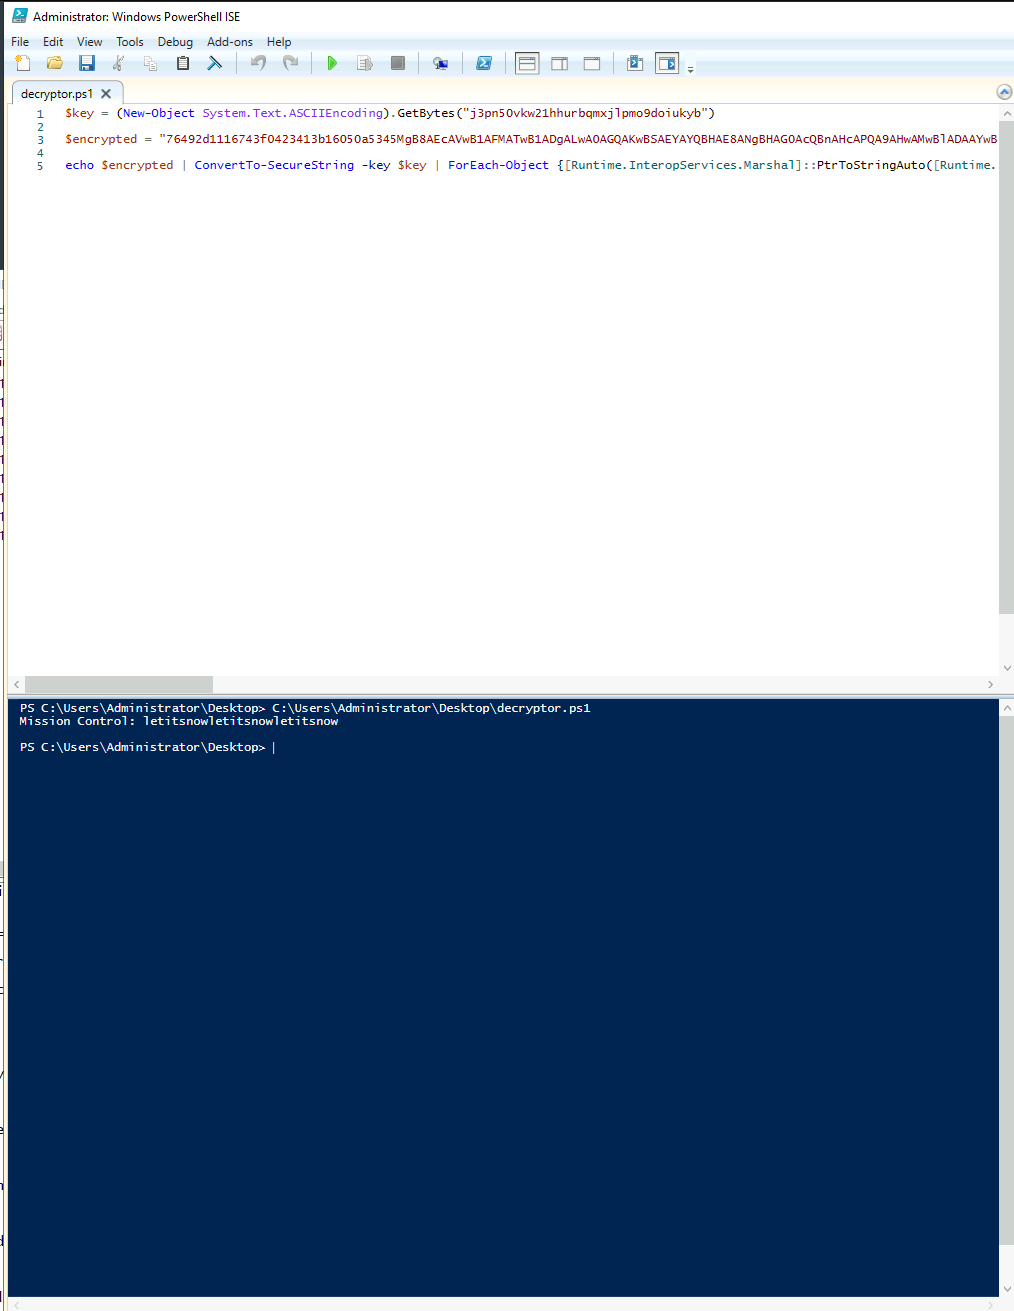 Administrator: Windows PowerShell ISE
File Edit View Tools Debug Add-ons Help
decryptor.ps1
1 $key = (New-Object System.Text.ASCIIEncoding).GetBytes("j3pn50vkw21hhurbqmxjlpmo9doiukyb")
2
3 $encrypted = "76492d1116743f0423413b16050a5345MgB8AEcAVwB1AFMATwB1ADgALwA0AGQAKwBSAEYAYQBHAE8ANgBHAG0AcQBnAHcAPQA9AHwAMwBlADAAYwB
4
5 echo $encrypted | ConvertTo-SecureString -key $key | ForEach-Object {[Runtime.InteropServices.Marshal]::PtrToStringAuto([Runtime.
PS C:\Users\Administrator\Desktop> C:\Users\Administrator\Desktop\decryptor.ps1
Mission Control: letitsnowletitsnowletitsnow
PS C:\Users\Administrator\Desktop>